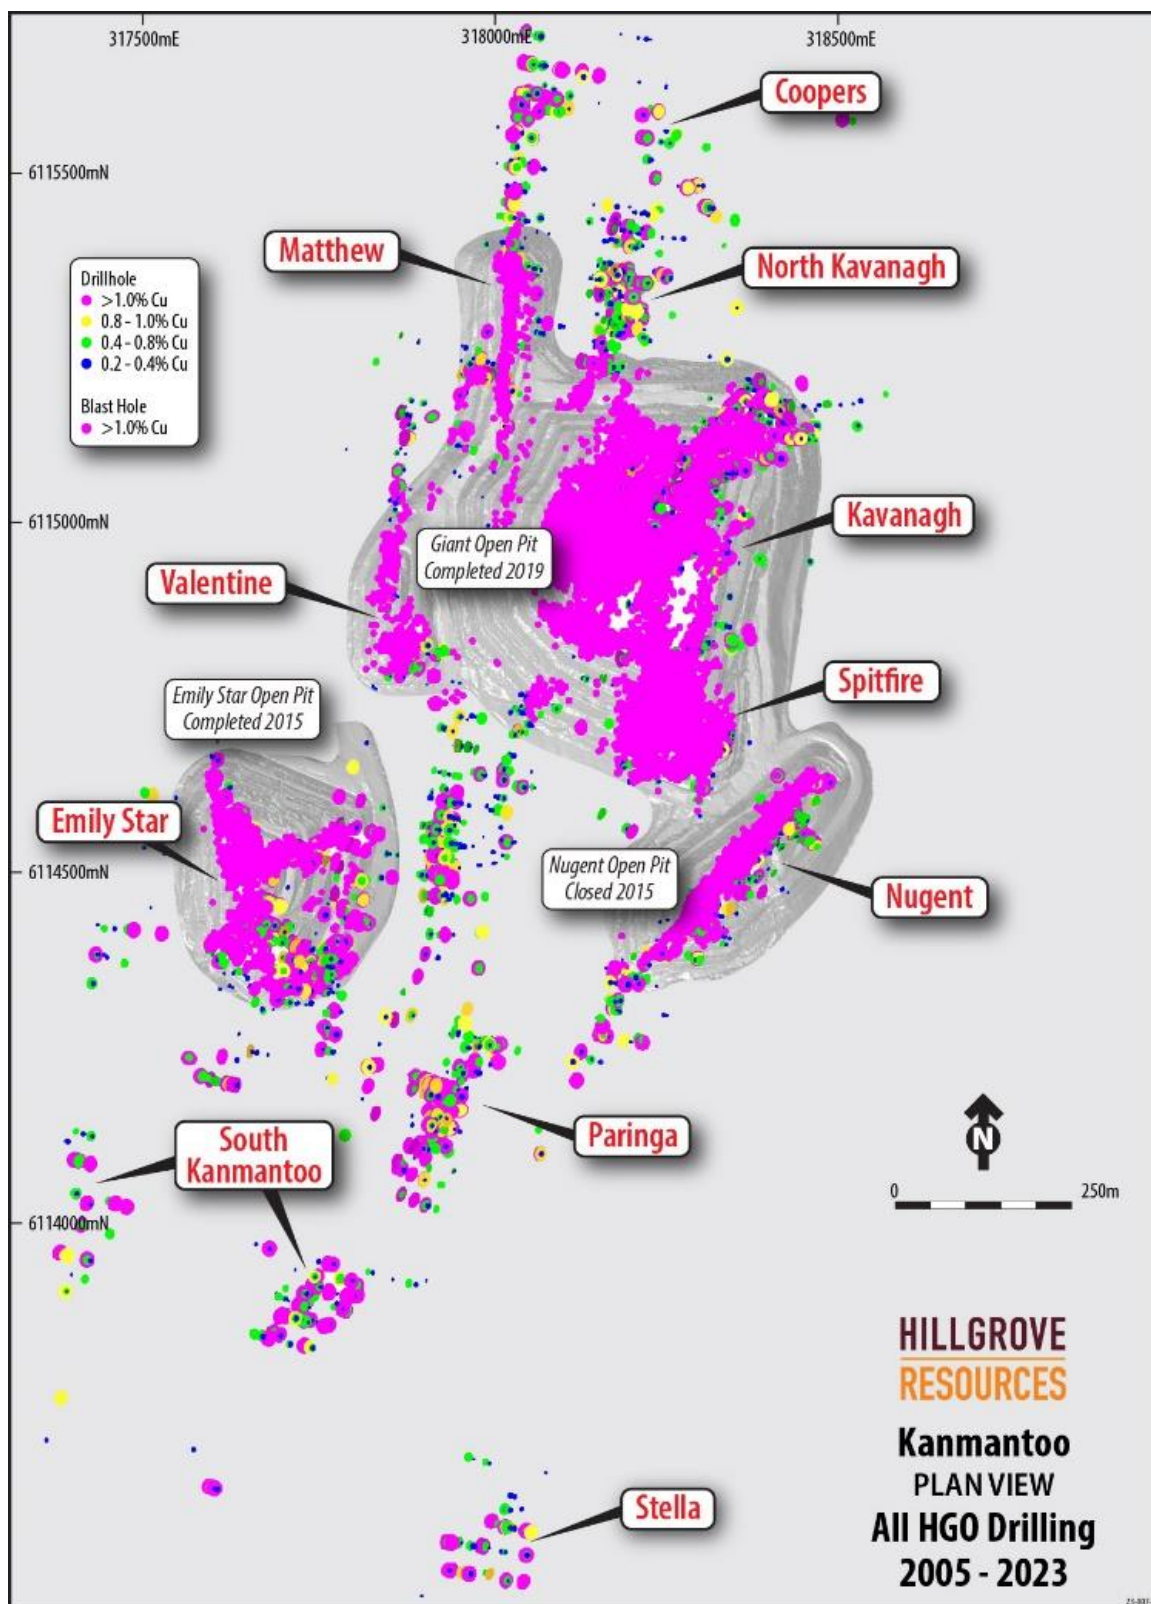 317500mE
318000mE
318500mE
Coopers
6115500mN
Matthew
North Kavanagh
Drillhole
>1.0% Cu
0.8 - 1.0% Cu
0.4 - 0.8% Cu
0.2 - 0.4% Cu
Blast Hole
>1.0% Cu
6115000mN
Kavanagh
Giant Open Pit
Completed 2019
Valentine
Spitfire
Emily Star Open Pit
Completed 2015
Emily Star
6114500mN
Nugent Open Pit
Closed 2015
Nugent
South
Kanmantoo
Paringa
N
0
250m
6114000mN
HILLGROVE
RESOURCES
Kanmantoo
PLAN VIEW
All HGO Drilling
2005 - 2023
Stella